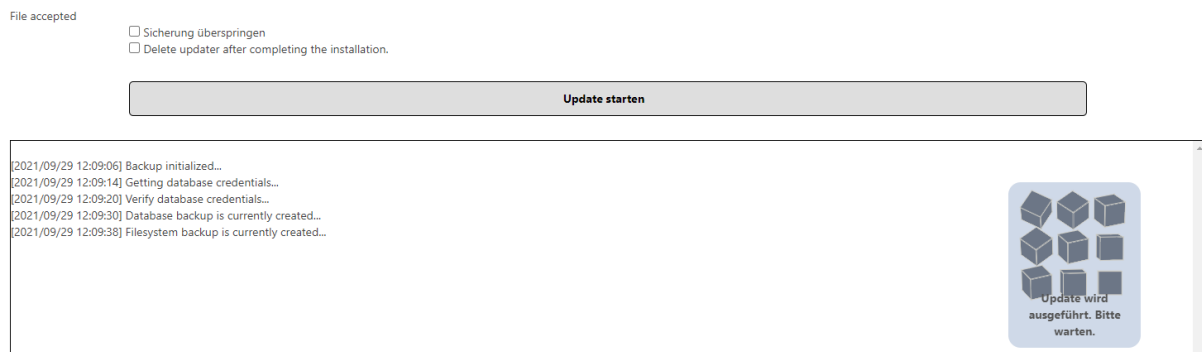 File accepted
Sicherung überspringen
Delete updater after completing the installation.
Update starten
[2021/09/29 12:09:06] Backup initialized...
[2021/09/29 12:09:14] Getting database credentials...
[2021/09/29 12:09:20] Verify database credentials...
[2021/09/29 12:09:30] Database backup is currently created...
[2021/09/29 12:09:38] Filesystem backup is currently created...
Update wird
ausgeführt. Bitte
warten.